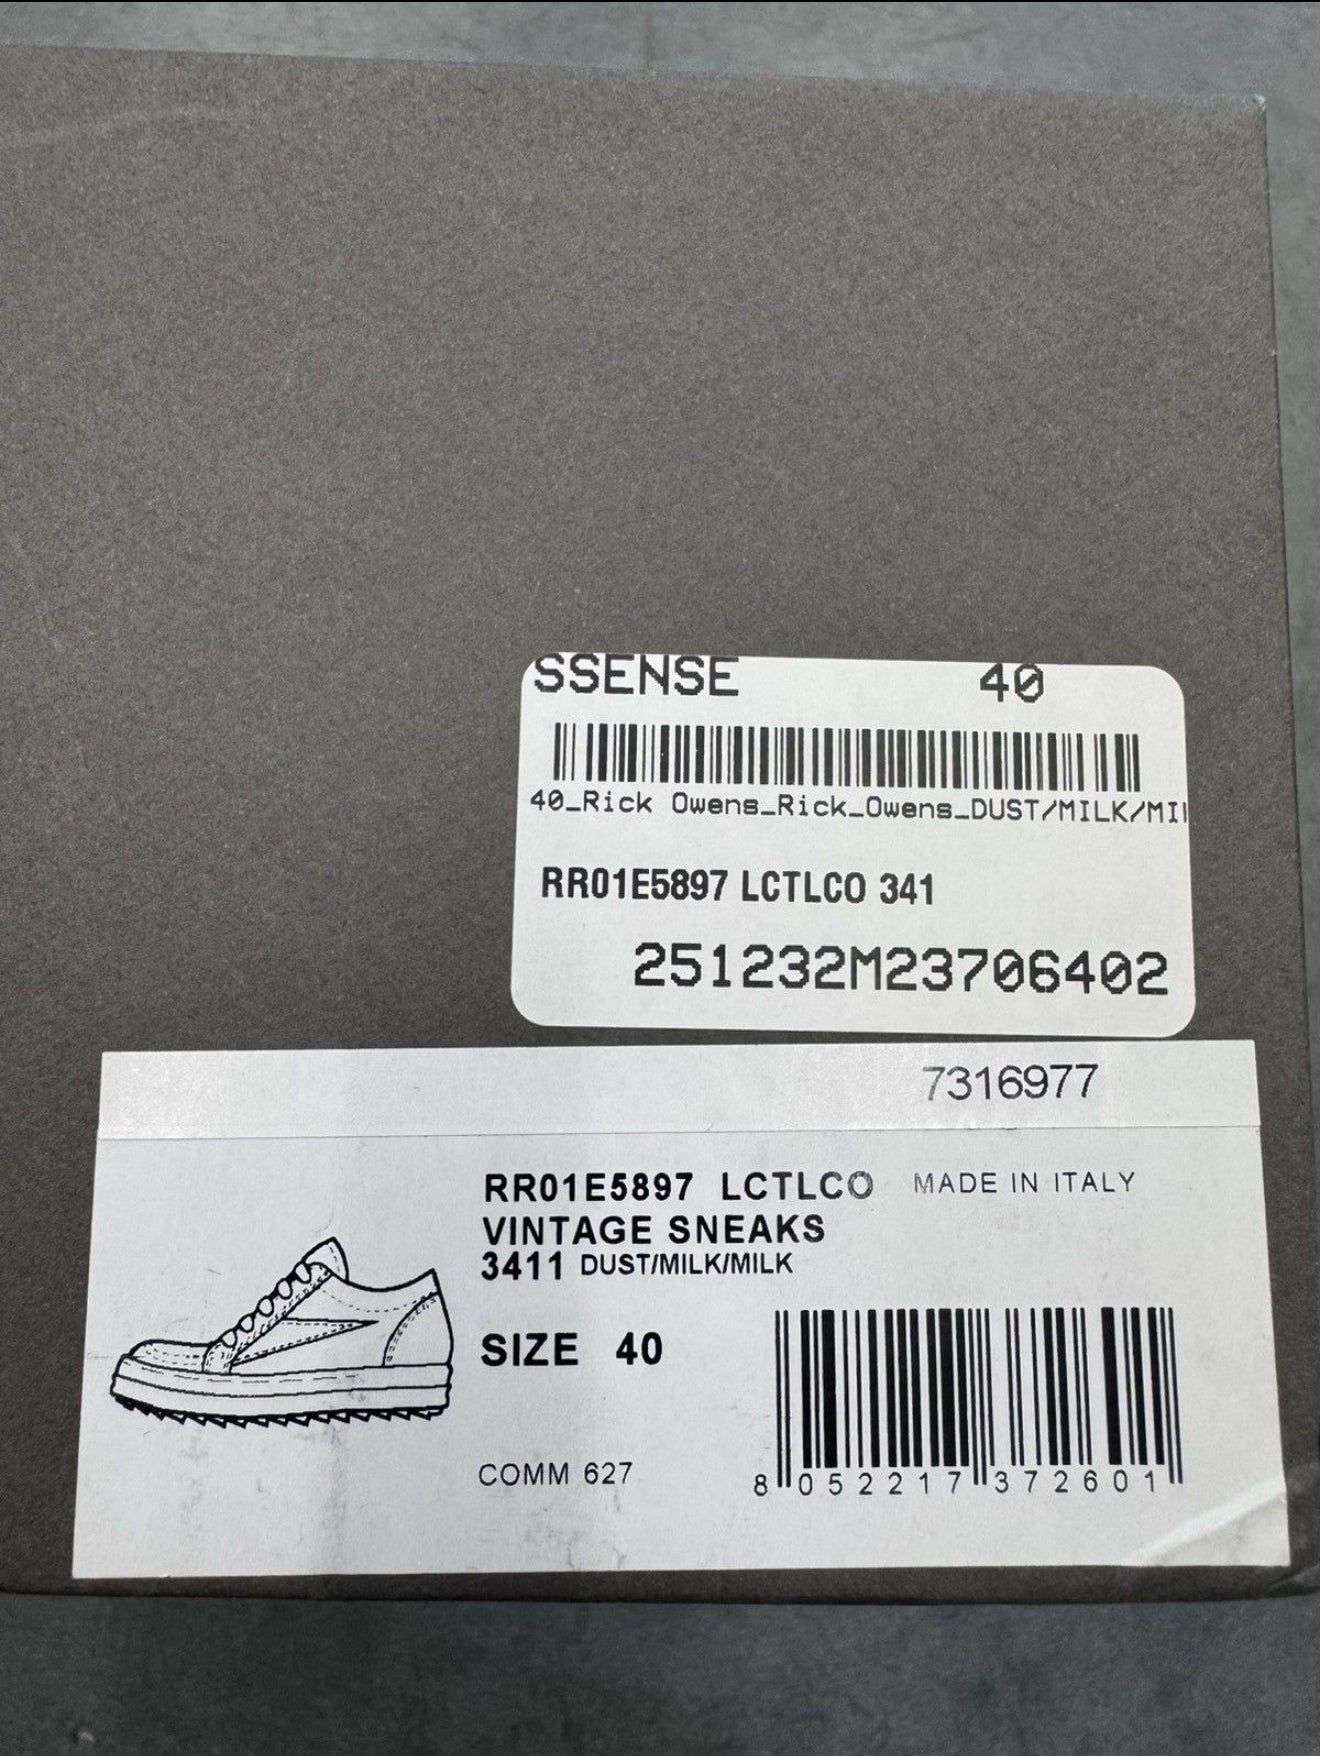 SSENSE 40
40_Rick Owens_Rick_Owens_DUST/MILK/MI
RR01E5897 LCTLCO 341
251232M23706402
7316977
RR01E5897 LCTLCO MADE IN ITALY
VINTAGE SNEAKS
3411 DUST/MILK/MILK
SIZE 40
COMM 627
8 052217 372601